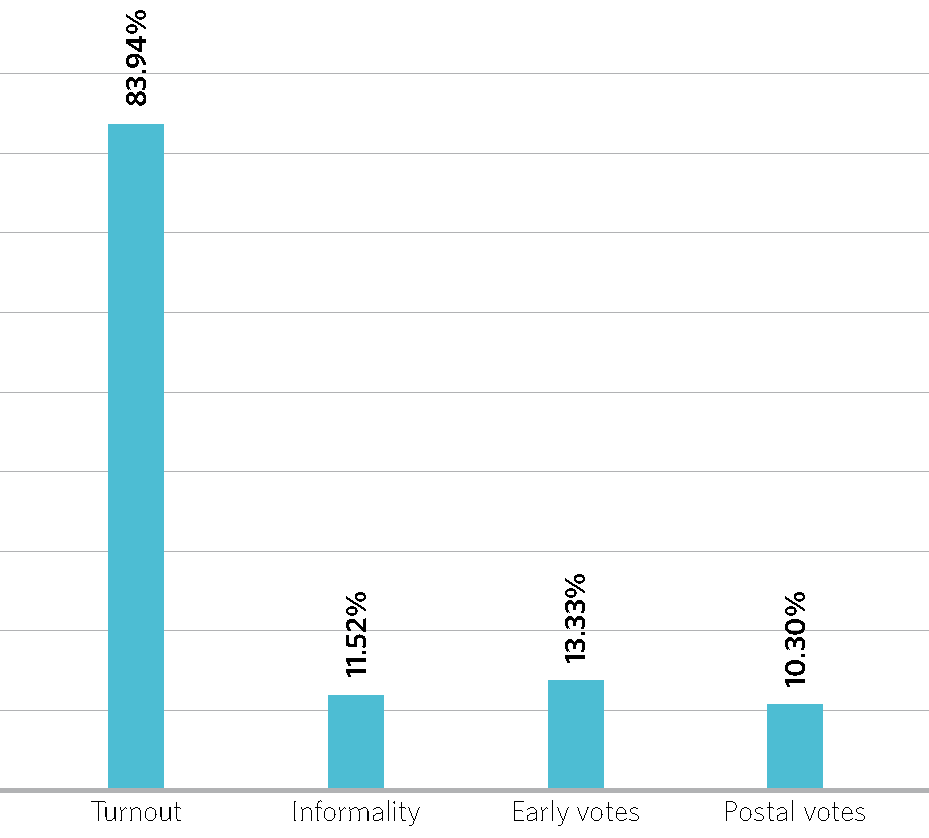 83.94%
11.52%
13.33%
10.30%
Turnout
Informality
Early votes
Postal votes